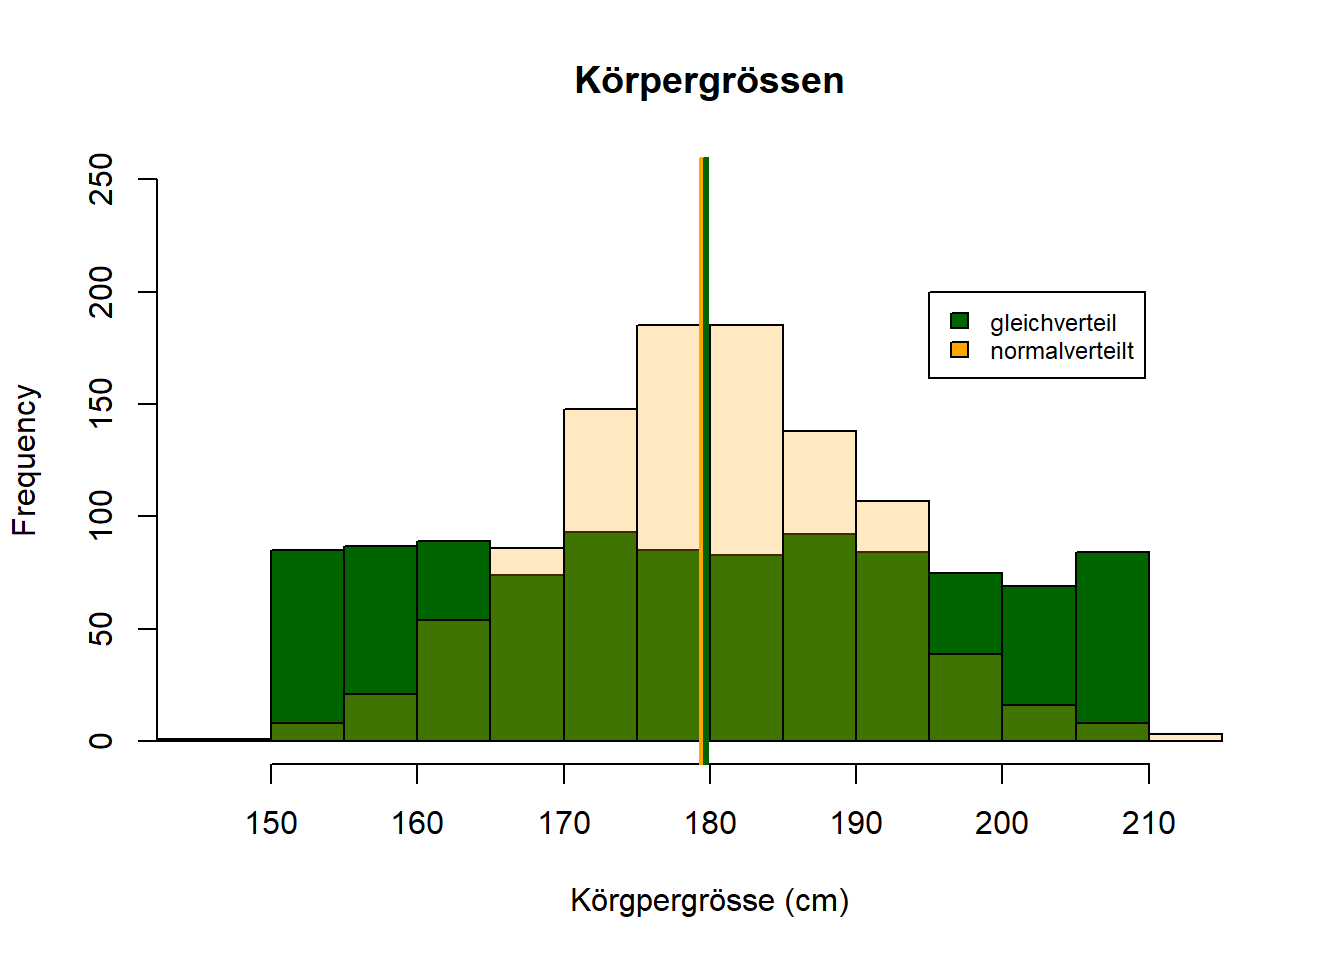 Körpergrössen
Frequency
250
200
150
100
50
0
gleichverteil
normalverteilt
150 160 170 180 190 200 210
Körgpergrösse (cm)